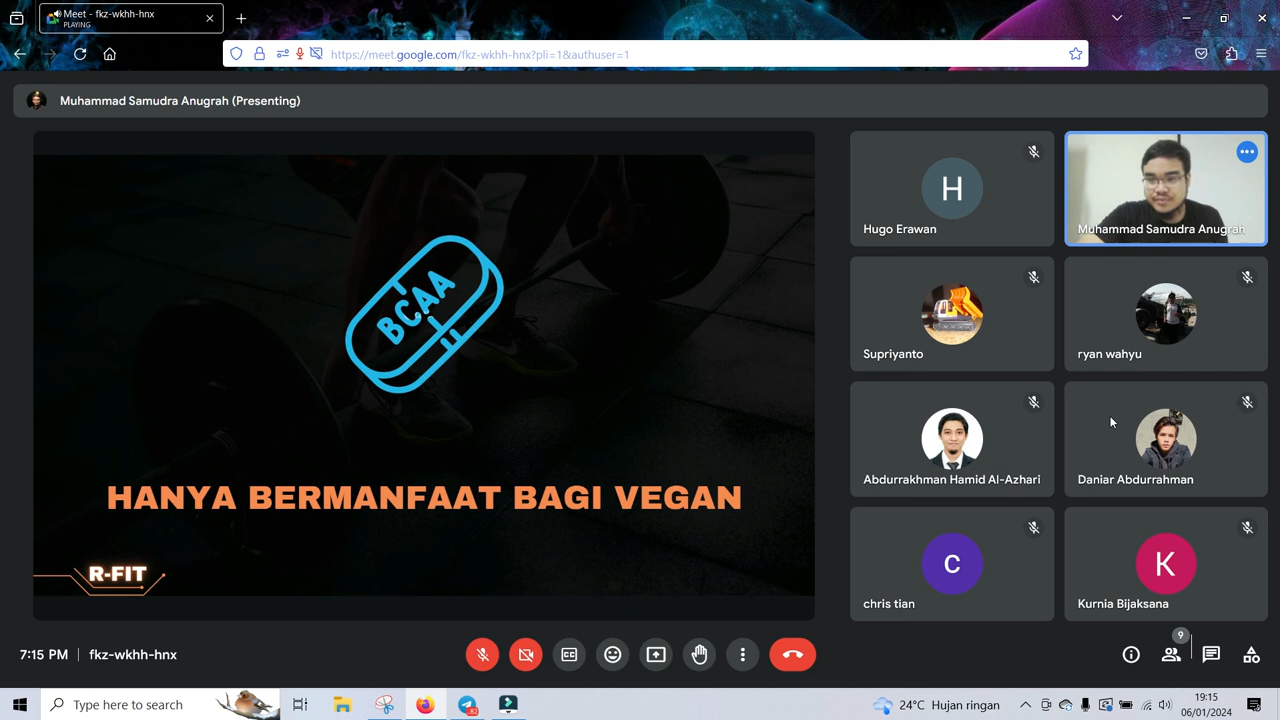 Meet - fkz-wkhh-hnx
PLAYING
https://meet.google.com/fkz-wkhh-hnx?pli=1&authuser=1
Muhammad Samudra Anugrah (Presenting)
BCAA
HANYA BERMANFAAT BAGI VEGAN
R-FIT
H
Hugo Erawan
Muhammad Samudra Anugrah
Supriyanto
ryan wahyu
Abdurrakhman Hamid Al-Azhari
Daniar Abdurrahman
c
chris tian
K
Kurnia Bijaksana
7:15 PM | fkz-wkhh-hnx
9
Type here to search
82
24°C Hujan ringan
19:15
06/01/2024